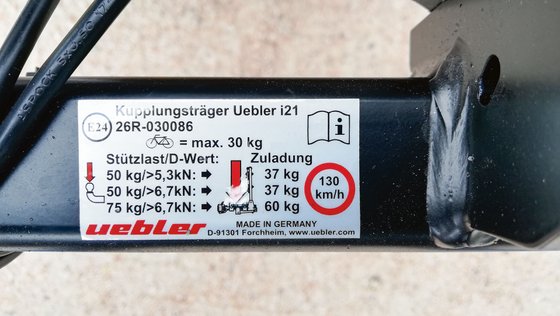 Kupplungsträger Uebler i21
E24
26R-030086
= max. 30 kg
Stützlast/D-Wert: Zuladung
50 kg/>5,3kN: 37 kg
50 kg/>6,7kN: 37 kg
75 kg/>6,7kN: 60 kg
130
km/h
uebler
MADE IN GERMANY
D-91301 Forchheim, www.uebler.com